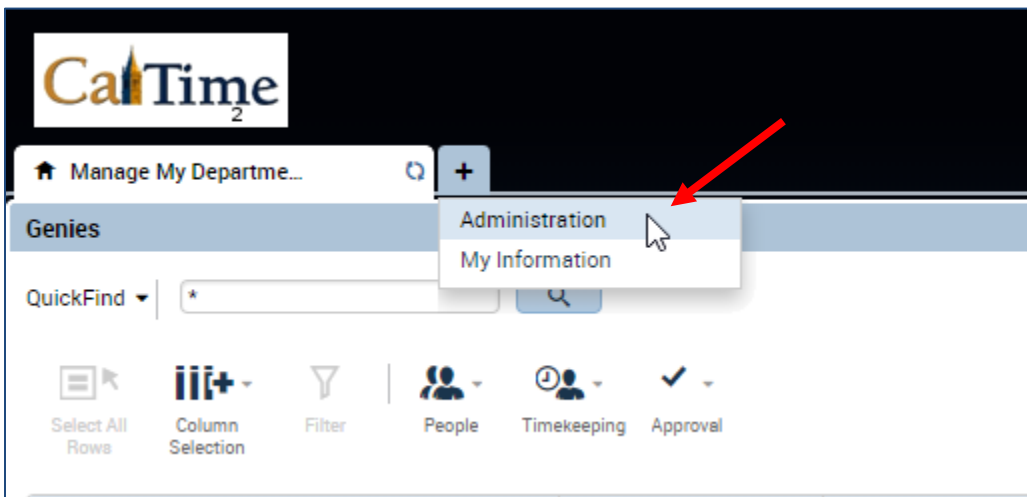 CalTime
2
Manage My Departme...
+
Administration
My Information
Genies
QuickFind
*
Select All
Rows
Column
Selection
Filter
People
Timekeeping
Approval